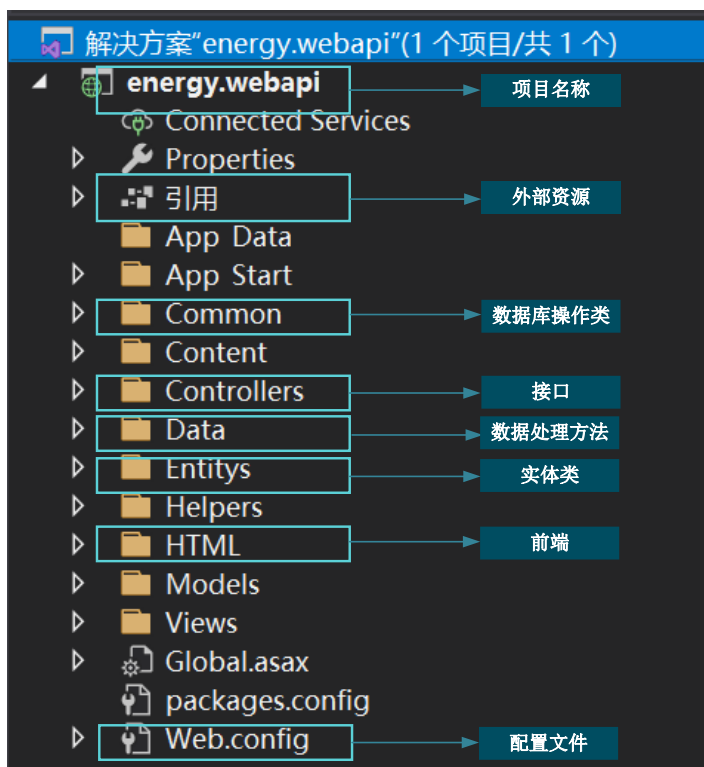 解决方案"energy.webapi"(1 个项目/共 1 个)
energy.webapi 项目名称
Connected Services
Properties
引用 外部资源
App Data
App Start
Common 数据库操作类
Content
Controllers 接口
Data 数据处理方法
Entitys 实体类
Helpers
HTML 前端
Models
Views
Global.asax
packages.config
Web.config 配置文件